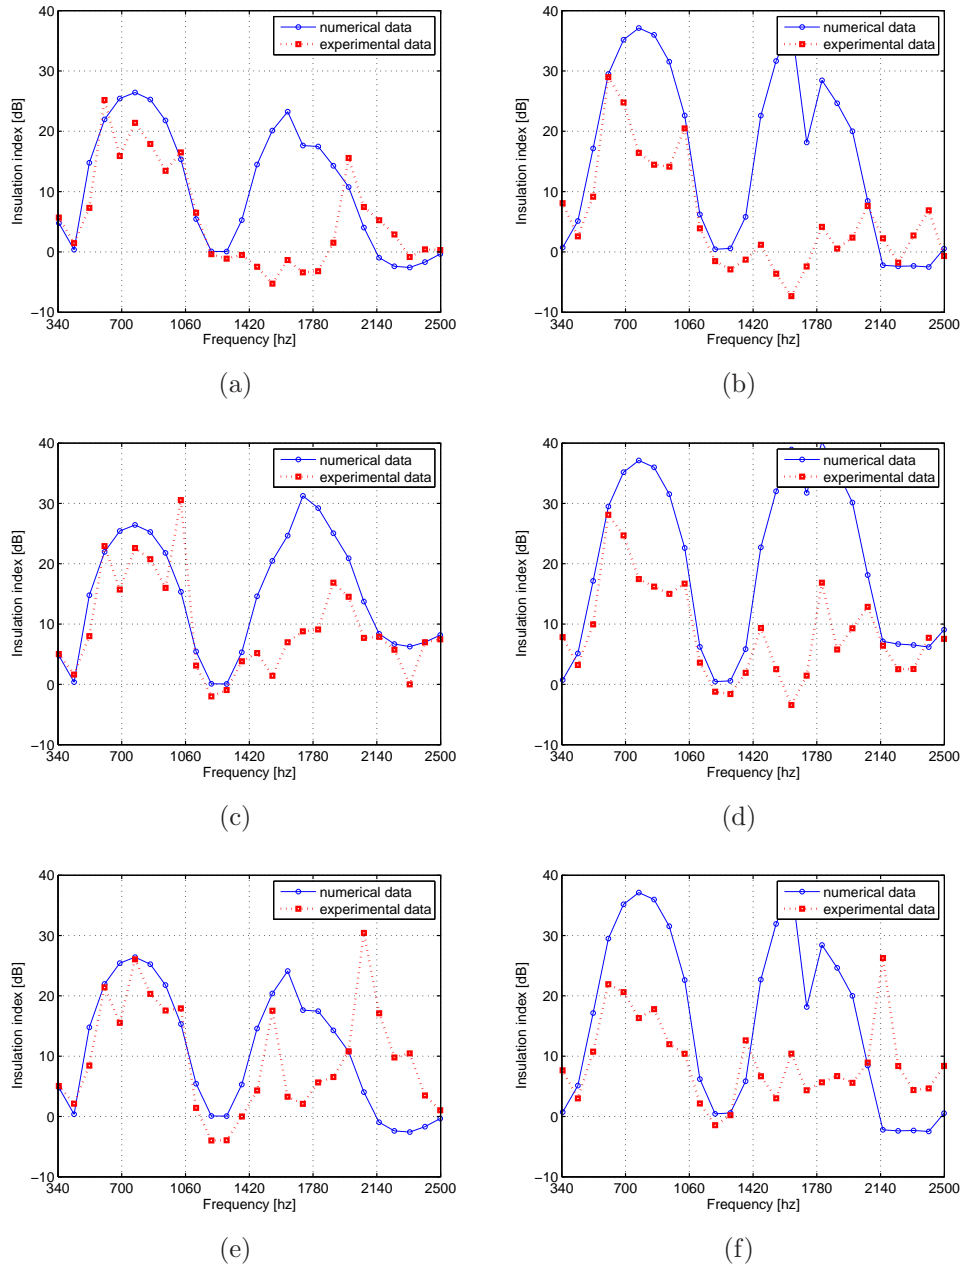 40
30
20
10
0
−10
Insulation index [dB]
numerical data
experimental data
340 700 1060 1420 1780 2140 2500
Frequency [hz]
(a)
40
30
20
10
0
−10
Insulation index [dB]
numerical data
experimental data
340 700 1060 1420 1780 2140 2500
Frequency [hz]
(b)
40
30
20
10
0
−10
Insulation index [dB]
numerical data
experimental data
340 700 1060 1420 1780 2140 2500
Frequency [hz]
(c)
40
30
20
10
0
−10
Insulation index [dB]
numerical data
experimental data
340 700 1060 1420 1780 2140 2500
Frequency [hz]
(d)
40
30
20
10
0
−10
Insulation index [dB]
numerical data
experimental data
340 700 1060 1420 1780 2140 2500
Frequency [hz]
(e)
40
30
20
10
0
−10
Insulation index [dB]
numerical data
experimental data
340 700 1060 1420 1780 2140 2500
Frequency [hz]
(f)